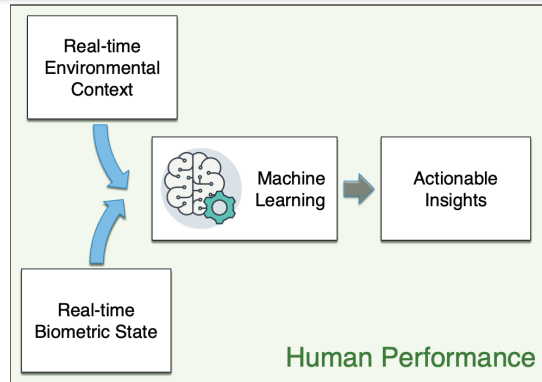 Real-time
Environmental
Context
Machine
Learning
Actionable
Insights
Real-time
Biometric State
Human Performance